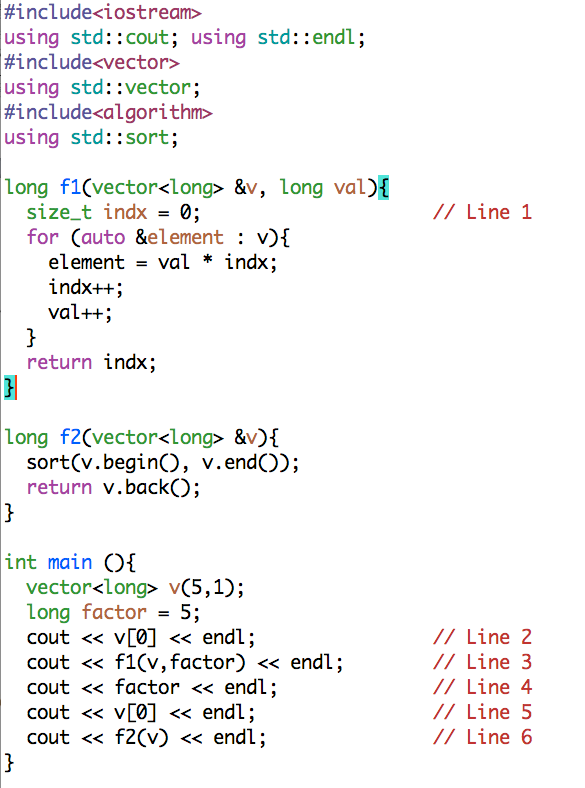 #include<iostream>
using std::cout; using std::endl;
#include<vector>
using std::vector;
#include<algorithm>
using std::sort;

long f1(vector<long> &v, long val){
  size_t indx = 0;                     // Line 1
  for (auto &element : v){
    element = val * indx;
    indx++;
    val++;
  }
  return indx;
}

long f2(vector<long> &v){
  sort(v.begin(), v.end());
  return v.back();
}

int main (){
  vector<long> v(5,1);
  long factor = 5;
  cout << v[0] << endl;                // Line 2
  cout << f1(v,factor) << endl;        // Line 3
  cout << factor << endl;              // Line 4
  cout << v[0] << endl;                // Line 5
  cout << f2(v) << endl;               // Line 6
}